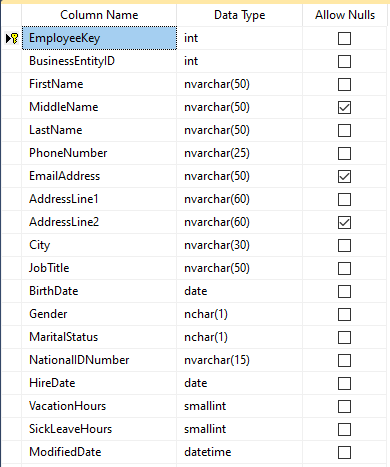 Column Name Data Type Allow Nulls
EmployeeKey int
BusinessEntityID int
FirstName nvarchar(50)
MiddleName nvarchar(50)
LastName nvarchar(50)
PhoneNumber nvarchar(25)
EmailAddress nvarchar(50)
AddressLine1 nvarchar(60)
AddressLine2 nvarchar(60)
City nvarchar(30)
JobTitle nvarchar(50)
BirthDate date
Gender nchar(1)
MaritalStatus nchar(1)
NationalIDNumber nvarchar(15)
HireDate date
VacationHours smallint
SickLeaveHours smallint
ModifiedDate datetime